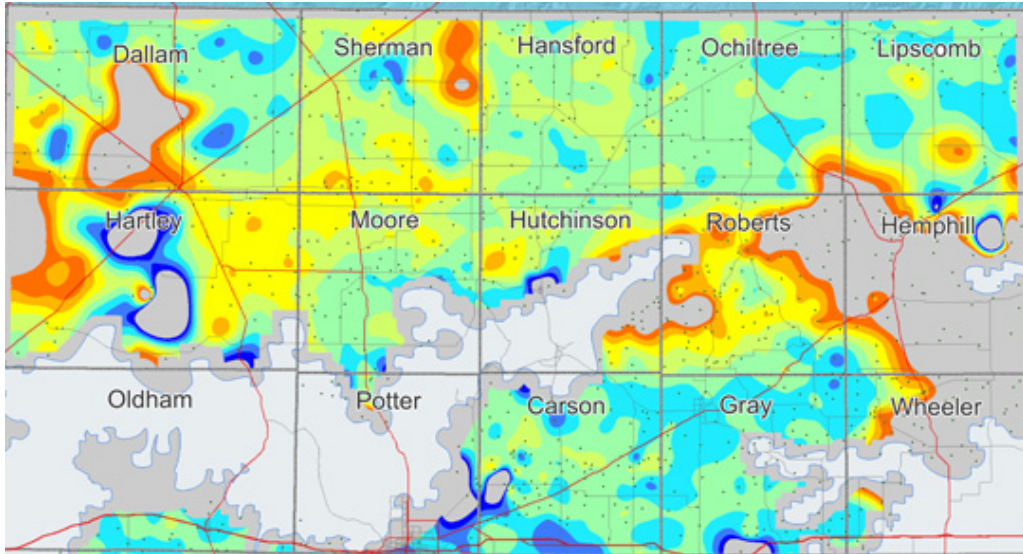 Dallam
Sherman
Hansford
Ochiltree
Lipscomb
Hartley
Moore
Hutchinson
Roberts
Hemphill
Oldham
Potter
Carson
Gray
Wheeler